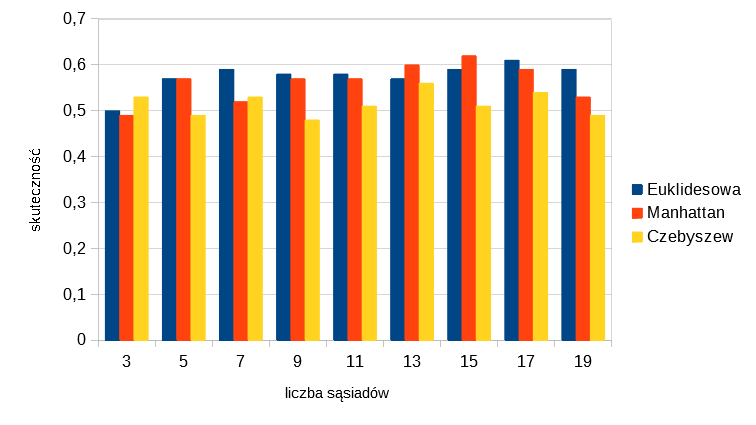 0,7
0,6
0,5
0,4
0,3
0,2
0,1
0
skuteczność
3 5 7 9 11 13 15 17 19
liczba sąsiadów
Euklidesowa
Manhattan
Czebyszew